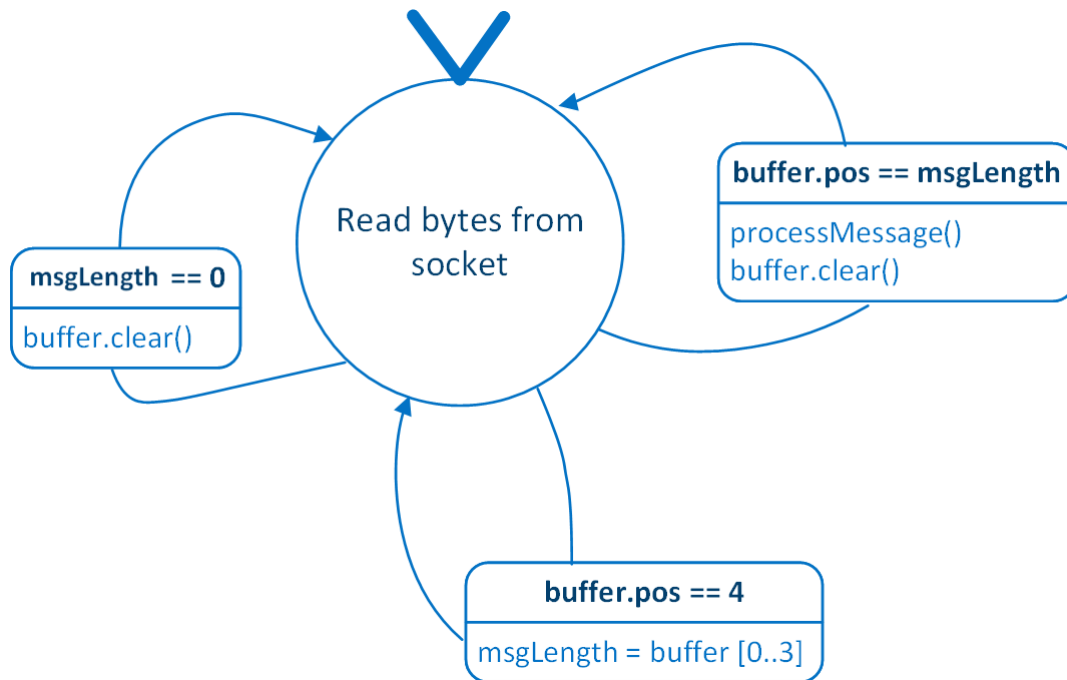 Read bytes from
socket
buffer.pos == msgLength
processMessage()
buffer.clear()
msgLength == 0
buffer.clear()
buffer.pos == 4
msgLength = buffer [0..3]